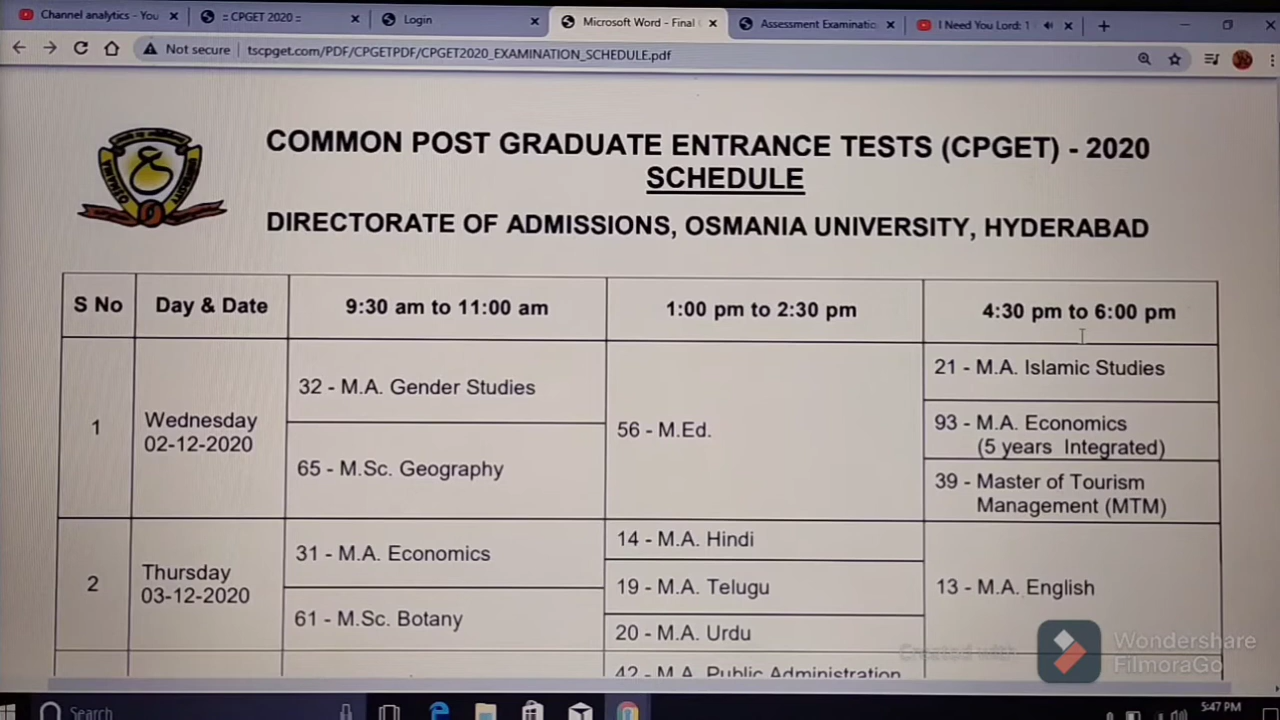 Channel analytics - You
:: CPGET 2020 ::
Login
Microsoft Word - Final
Assessment Examinatio
I Need You Lord: 1
Not secure | tscpget.com/PDF/CPGETPDF/CPGET2020_EXAMINATION_SCHEDULE.pdf
COMMON POST GRADUATE ENTRANCE TESTS (CPGET) - 2020
SCHEDULE
DIRECTORATE OF ADMISSIONS, OSMANIA UNIVERSITY, HYDERABAD
S No
Day & Date
9:30 am to 11:00 am
1:00 pm to 2:30 pm
4:30 pm to 6:00 pm
1
Wednesday
02-12-2020
32 - M.A. Gender Studies
65 - M.Sc. Geography
56 - M.Ed.
21 - M.A. Islamic Studies
93 - M.A. Economics
(5 years Integrated)
39 - Master of Tourism
Management (MTM)
2
Thursday
03-12-2020
31 - M.A. Economics
61 - M.Sc. Botany
14 - M.A. Hindi
19 - M.A. Telugu
20 - M.A. Urdu
13 - M.A. English
42 - M.A. Public Administration
Created with
Wondershare
FilmoraGo
Search
5:47 PM